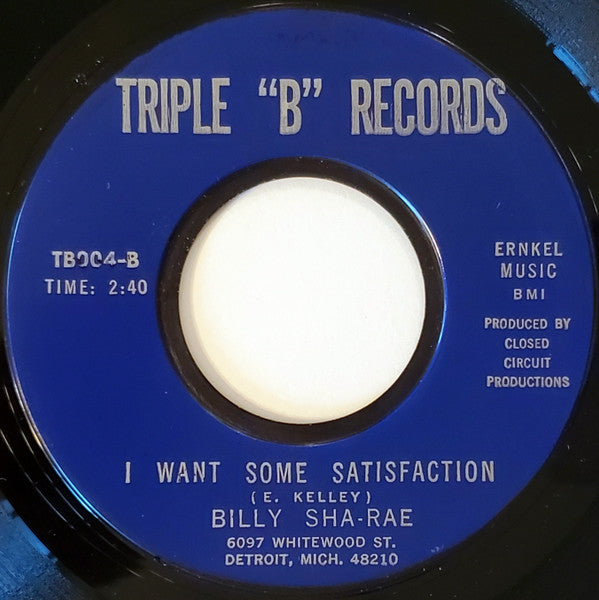 TRIPLE "B" RECORDS
TB004-B
TIME: 2:40
ERNKEL
MUSIC
BMI
PRODUCED BY
CLOSED
CIRCUIT
PRODUCTIONS
I WANT SOME SATISFACTION
(E. KELLEY)
BILLY SHA-RAE
6097 WHITEWOOD ST.
DETROIT, MICH. 48210